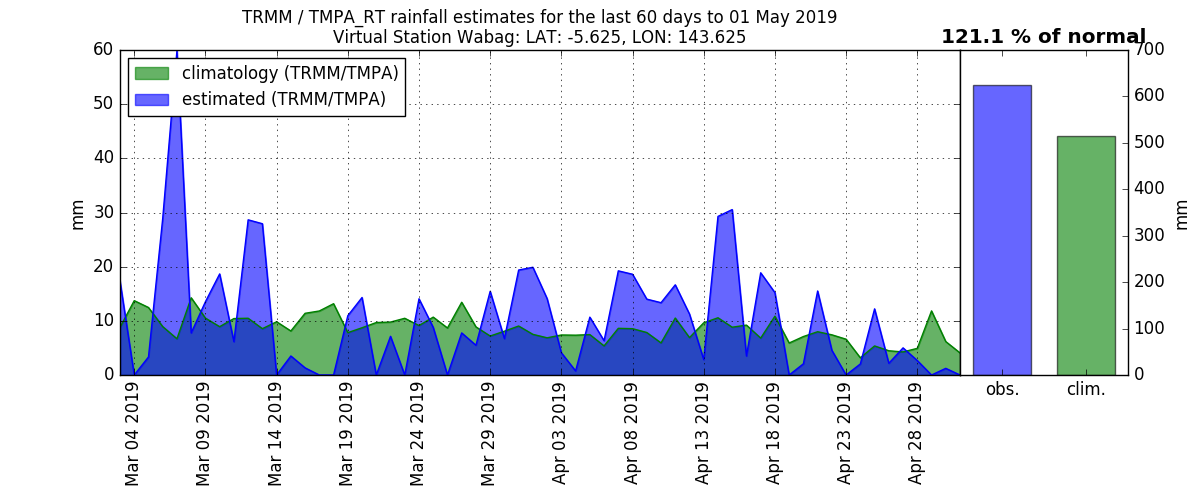 TRMM / TMPA_RT rainfall estimates for the last 60 days to 01 May 2019
Virtual Station Wabag: LAT: -5.625, LON: 143.625
121.1 % of normal
climatology (TRMM/TMPA)
estimated (TRMM/TMPA)
mm
60
50
40
30
20
10
0
Mar 04 2019
Mar 09 2019
Mar 14 2019
Mar 19 2019
Mar 24 2019
Mar 29 2019
Apr 03 2019
Apr 08 2019
Apr 13 2019
Apr 18 2019
Apr 23 2019
Apr 28 2019
obs.
clim.
700
600
500
400
300
200
100
0
mm